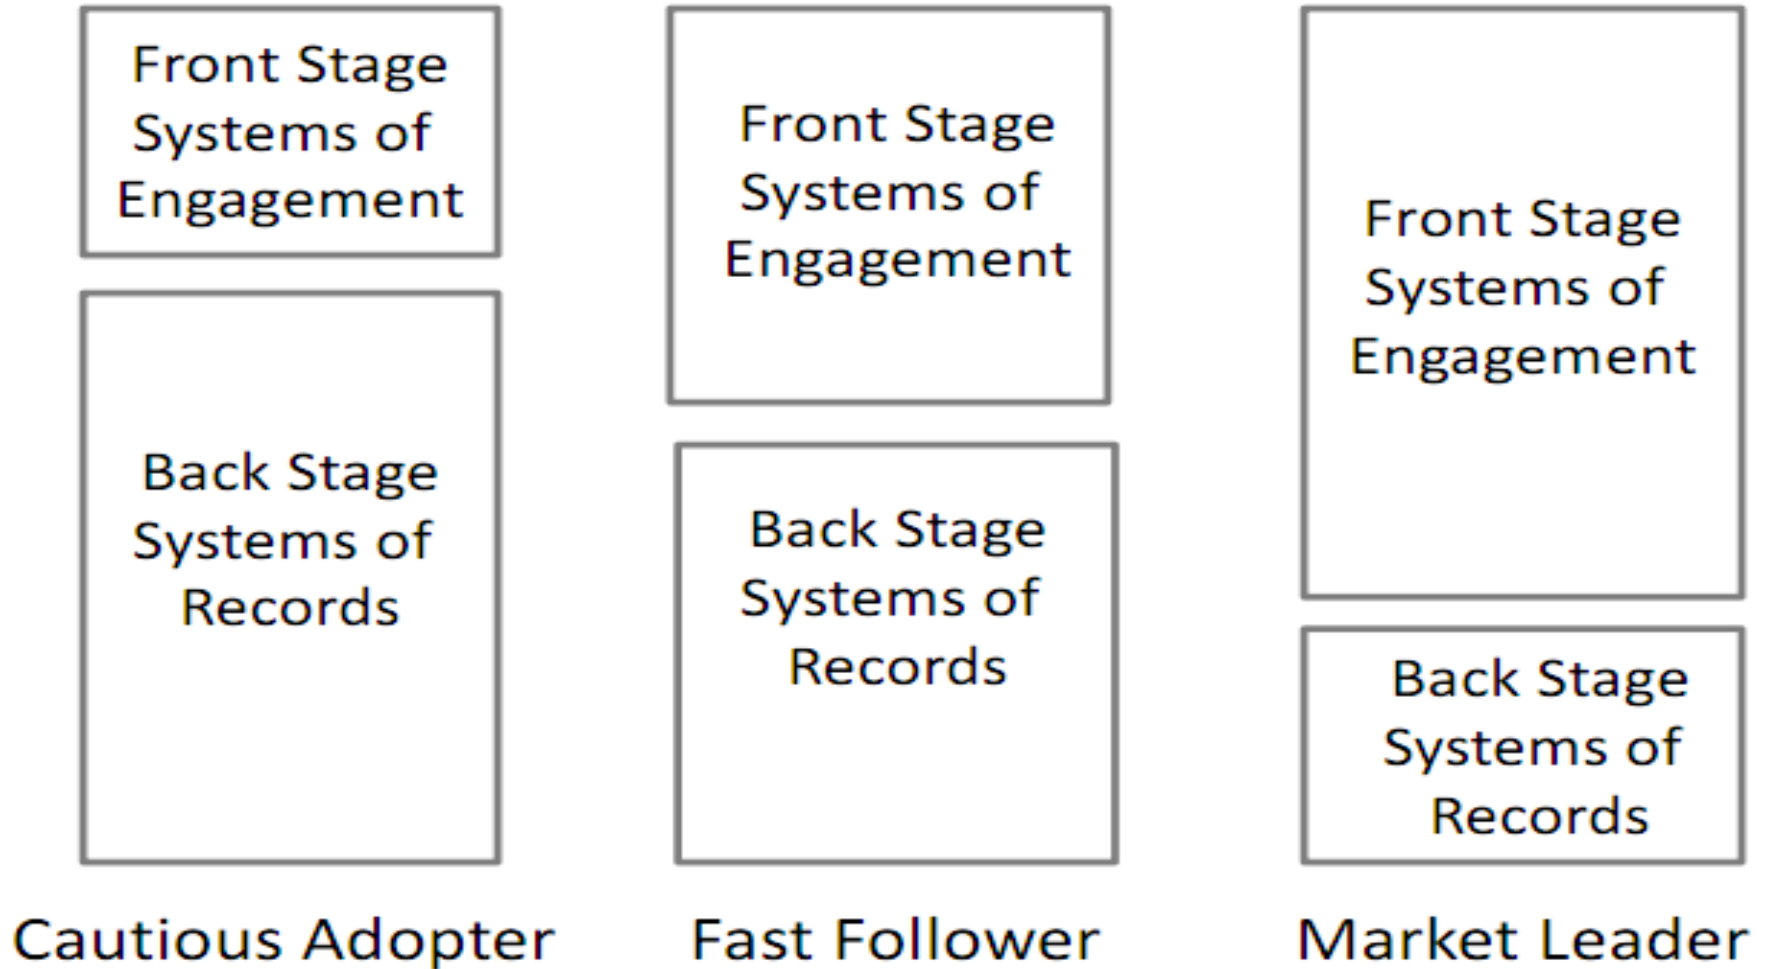 Front Stage
Systems of
Engagement
Back Stage
Systems of
Records
Cautious Adopter
Front Stage
Systems of
Engagement
Back Stage
Systems of
Records
Fast Follower
Front Stage
Systems of
Engagement
Back Stage
Systems of
Records
Market Leader